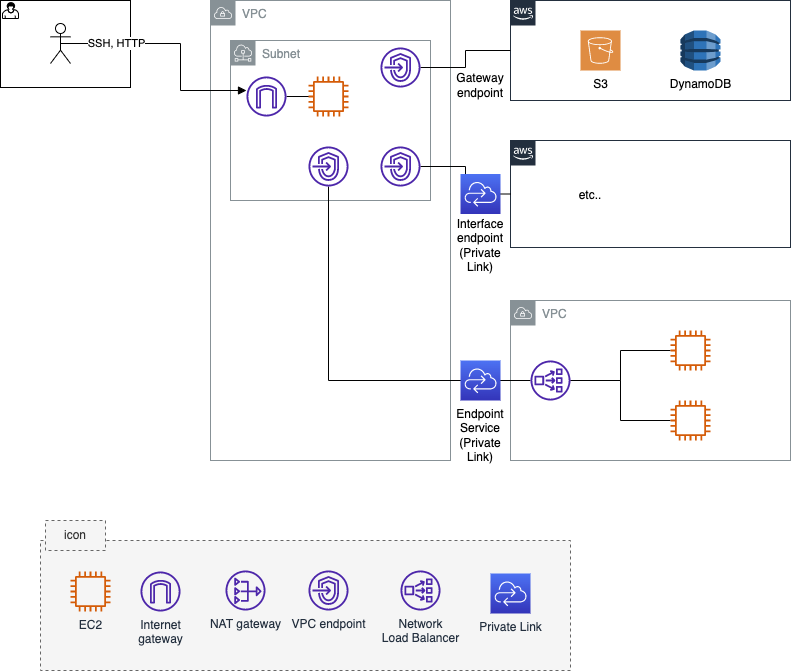 VPC
aws
SSH, HTTP
Subnet
Gateway
endpoint
S3
DynamoDB
aws
etc..
Interface
endpoint
(Private
Link)
VPC
Endpoint
Service
(Private
Link)
icon
EC2
Internet
gateway
NAT gateway
VPC endpoint
Network
Load Balancer
Private Link